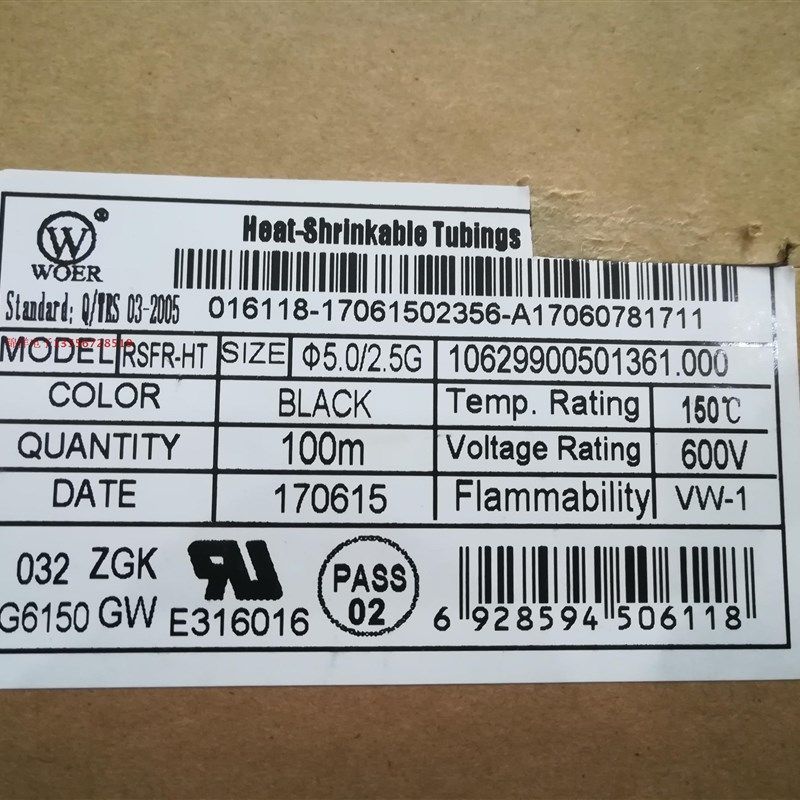 Heat-Shrinkable Tubings
W ®
WOER
Standard; Q/WRS 03-2005 016118-17061502356-A17060781711
MODEL RSFR-HT SIZE Φ5.0/2.5G 10629900501361.000
COLOR BLACK Temp. Rating 150℃
QUANTITY 100m Voltage Rating 600V
DATE 170615 Flammability VW-1
032 ZGK
G6150 GW
RU
E316016
PASS
02
6 928594 506118